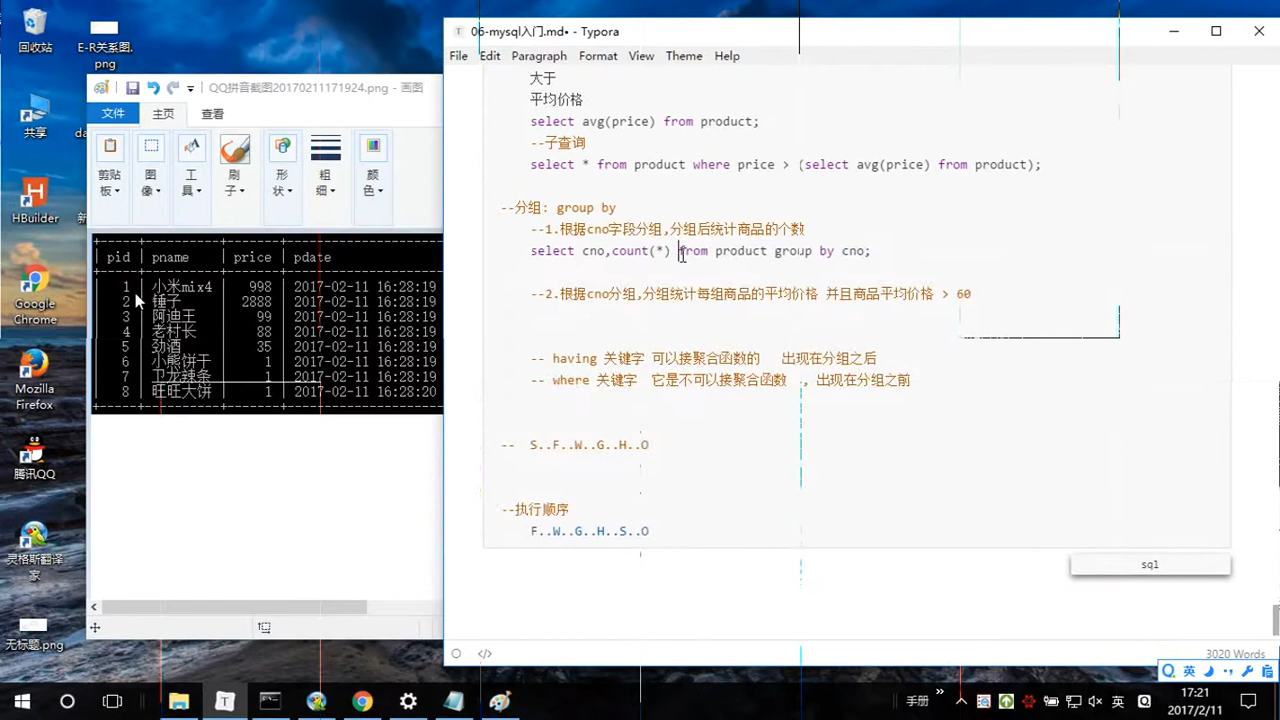 回收站
E-R关系图.
png
共享
HBuilder
Google
Chrome
Mozilla
Firefox
腾讯QQ
灵格斯翻译
家
无标题.png
QQ拼音截图20170211171924.png - 画图
文件
主页
查看
剪贴
板
图
像
工
具
刷
子
形
状
粗
细
颜
色
pid | pname | price | pdate
1 | 小米mix4 | 998 | 2017-02-11 16:28:19
2 | 锤子 | 2888 | 2017-02-11 16:28:19
3 | 阿迪王 | 99 | 2017-02-11 16:28:19
4 | 老村长 | 88 | 2017-02-11 16:28:19
5 | 劲酒 | 35 | 2017-02-11 16:28:19
6 | 小熊饼干 | 1 | 2017-02-11 16:28:19
7 | 卫龙辣条 | 1 | 2017-02-11 16:28:19
8 | 旺旺大饼 | 1 | 2017-02-11 16:28:20
06-mysql入门.md• - Typora
File Edit Paragraph Format View Theme Help
大于
平均价格
select avg(price) from product;
--子查询
select * from product where price > (select avg(price) from product);
--分组: group by
--1.根据cno字段分组,分组后统计商品的个数
select cno,count(*) from product group by cno;
--2.根据cno分组,分组统计每组商品的平均价格 并且商品平均价格 > 60
-- having 关键字 可以接聚合函数的 出现在分组之后
-- where 关键字 它是不可以接聚合函数 , 出现在分组之前
-- S..F..W..G..H..O
--执行顺序
F..W..G..H..S..O
sql
3020 Words
英
手册
英
17:21
2017/2/11